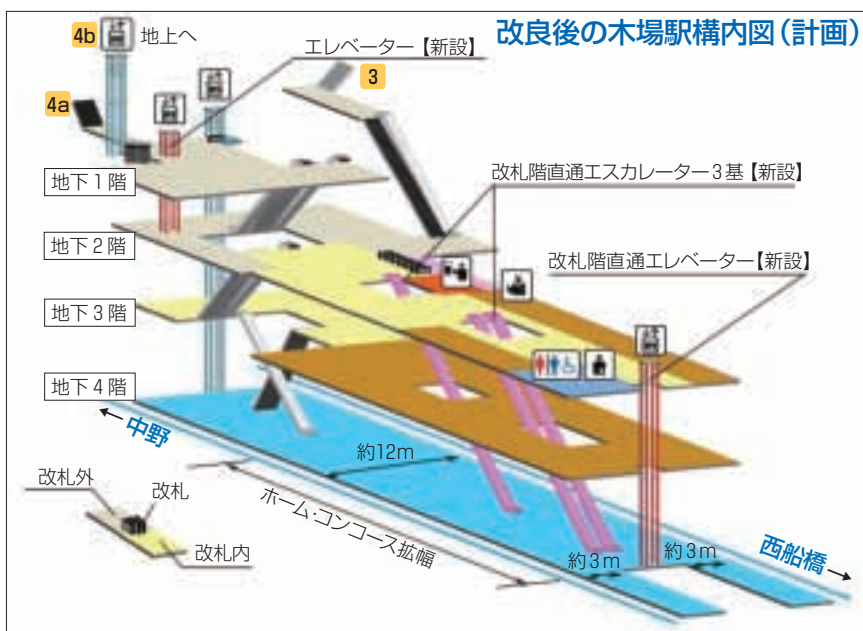 改良後の木場駅構内図(計画)
4b
地上へ
エレベーター【新設】
3
4a
改札階直通エスカレーター3基【新設】
地下1階
地下2階
改札階直通エレベーター【新設】
地下3階
地下4階
中野
約12m
改札外
改札
改札内
ホーム・コンコース拡幅
約3m
約3m
西船橋